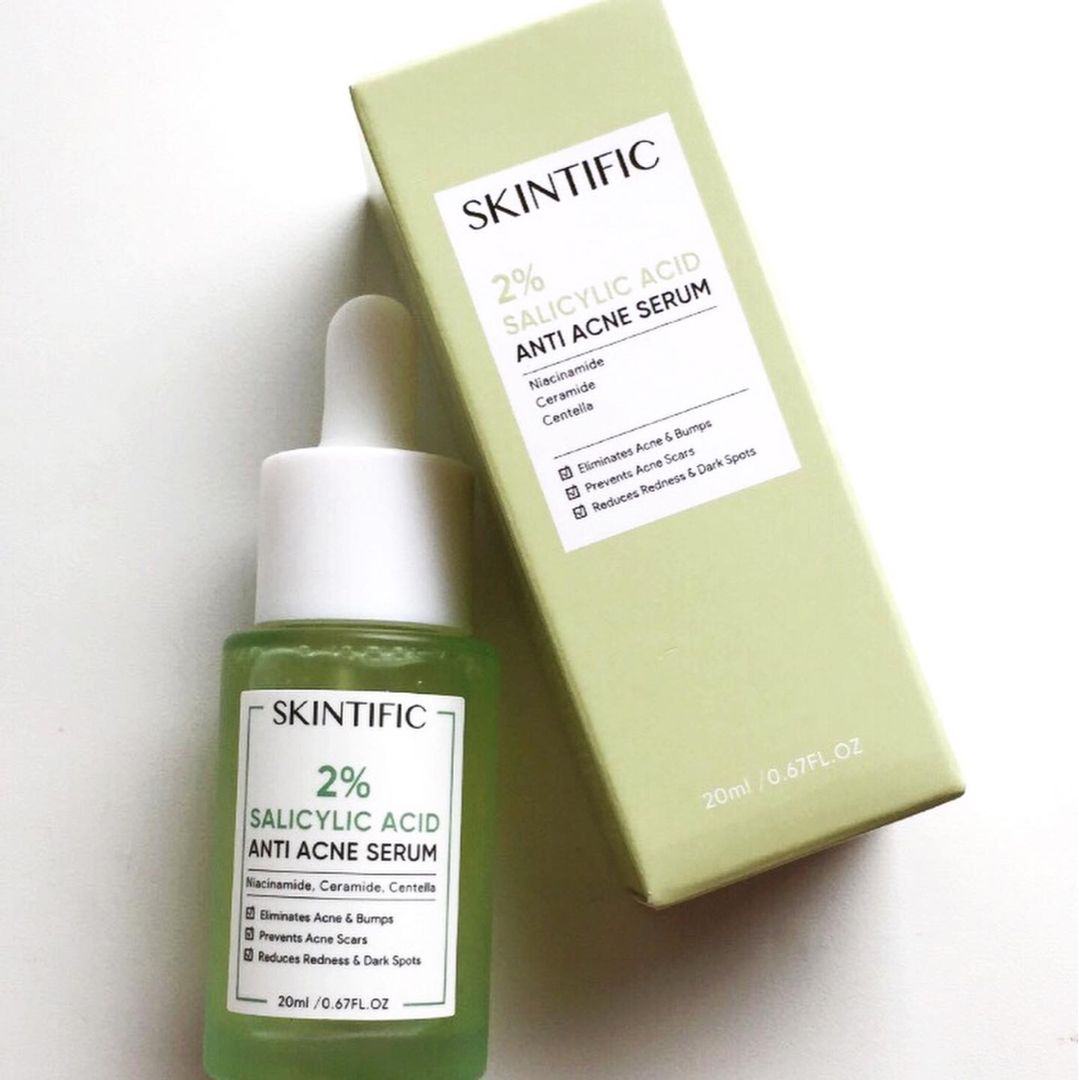 SKINTIFIC
2%
SALICYLIC ACID
ANTI ACNE SERUM
Niacinamide
Ceramide
Centella
Eliminates Acne & Bumps
Prevents Acne Scars
Reduces Redness & Dark Spots
20ml /0.67FL.OZ
SKINTIFIC
2%
SALICYLIC ACID
ANTI ACNE SERUM
Niacinamide, Ceramide, Centella
Eliminates Acne & Bumps
Prevents Acne Scars
Reduces Redness & Dark Spots
20ml /0.67FL.OZ